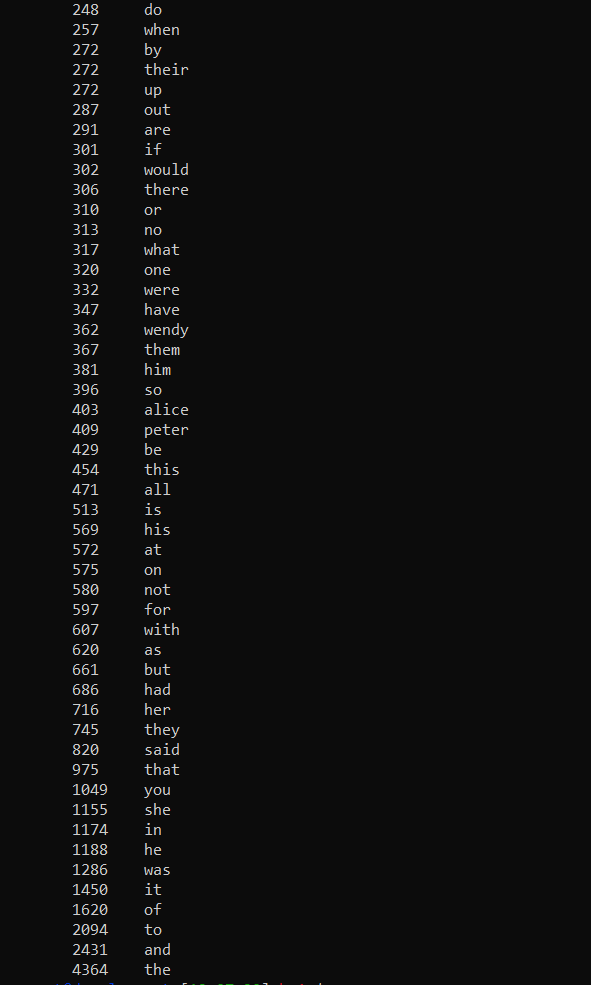 248 do
257 when
272 by
272 their
272 up
287 out
291 are
301 if
302 would
306 there
310 or
313 no
317 what
320 one
332 were
347 have
362 wendy
367 them
381 him
396 so
403 alice
409 peter
429 be
454 this
471 all
513 is
569 his
572 at
575 on
580 not
597 for
607 with
620 as
661 but
686 had
716 her
745 they
820 said
975 that
1049 you
1155 she
1174 in
1188 he
1286 was
1450 it
1620 of
2094 to
2431 and
4364 the